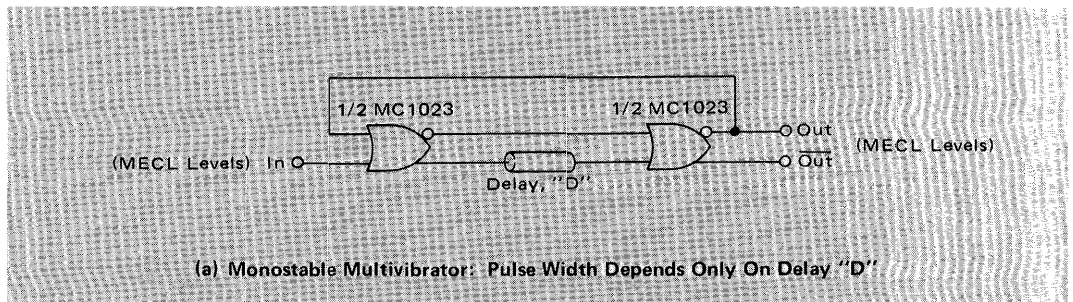 1/2 MC1023
1/2 MC1023
Out
(MECL Levels)
(MECL Levels) In
Out
Delay, "D"
(a) Monostable Multivibrator: Pulse Width Depends Only On Delay "D"